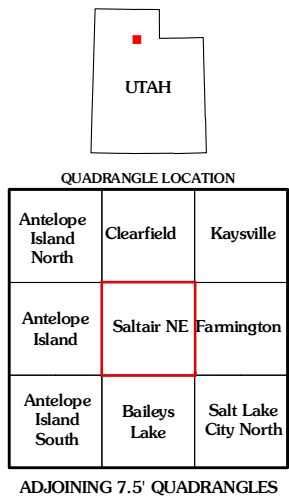 UTAH
QUADRANGLE LOCATION
Antelope
Island
North
Clearfield
Kaysville
Antelope
Island
Saltair NE
Farmington
Antelope
Island
South
Baileys
Lake
Salt Lake
City North
ADJOINING 7.5' QUADRANGLES